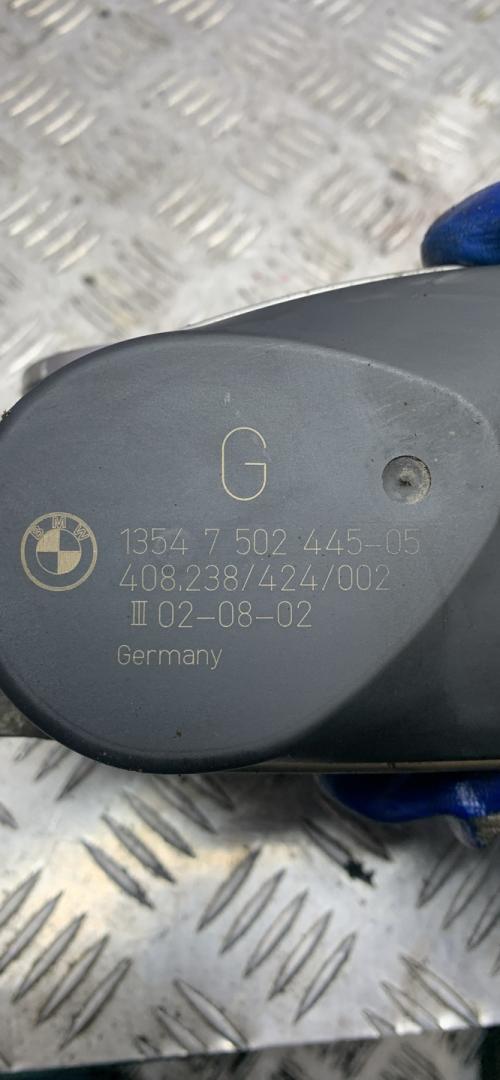 G
BMW
1354 7 502 445-05
408.238/424/002
III 02-08-02
Germany